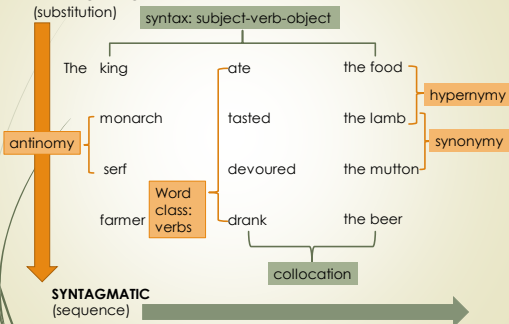 (substitution)
syntax: subject-verb-object
The king ate the food
hypernymy
monarch tasted the lamb
antinomy
synonymy
serf devoured the mutton
Word
class:
verbs
farmer drank the beer
collocation
SYNTAGMATIC
(sequence)